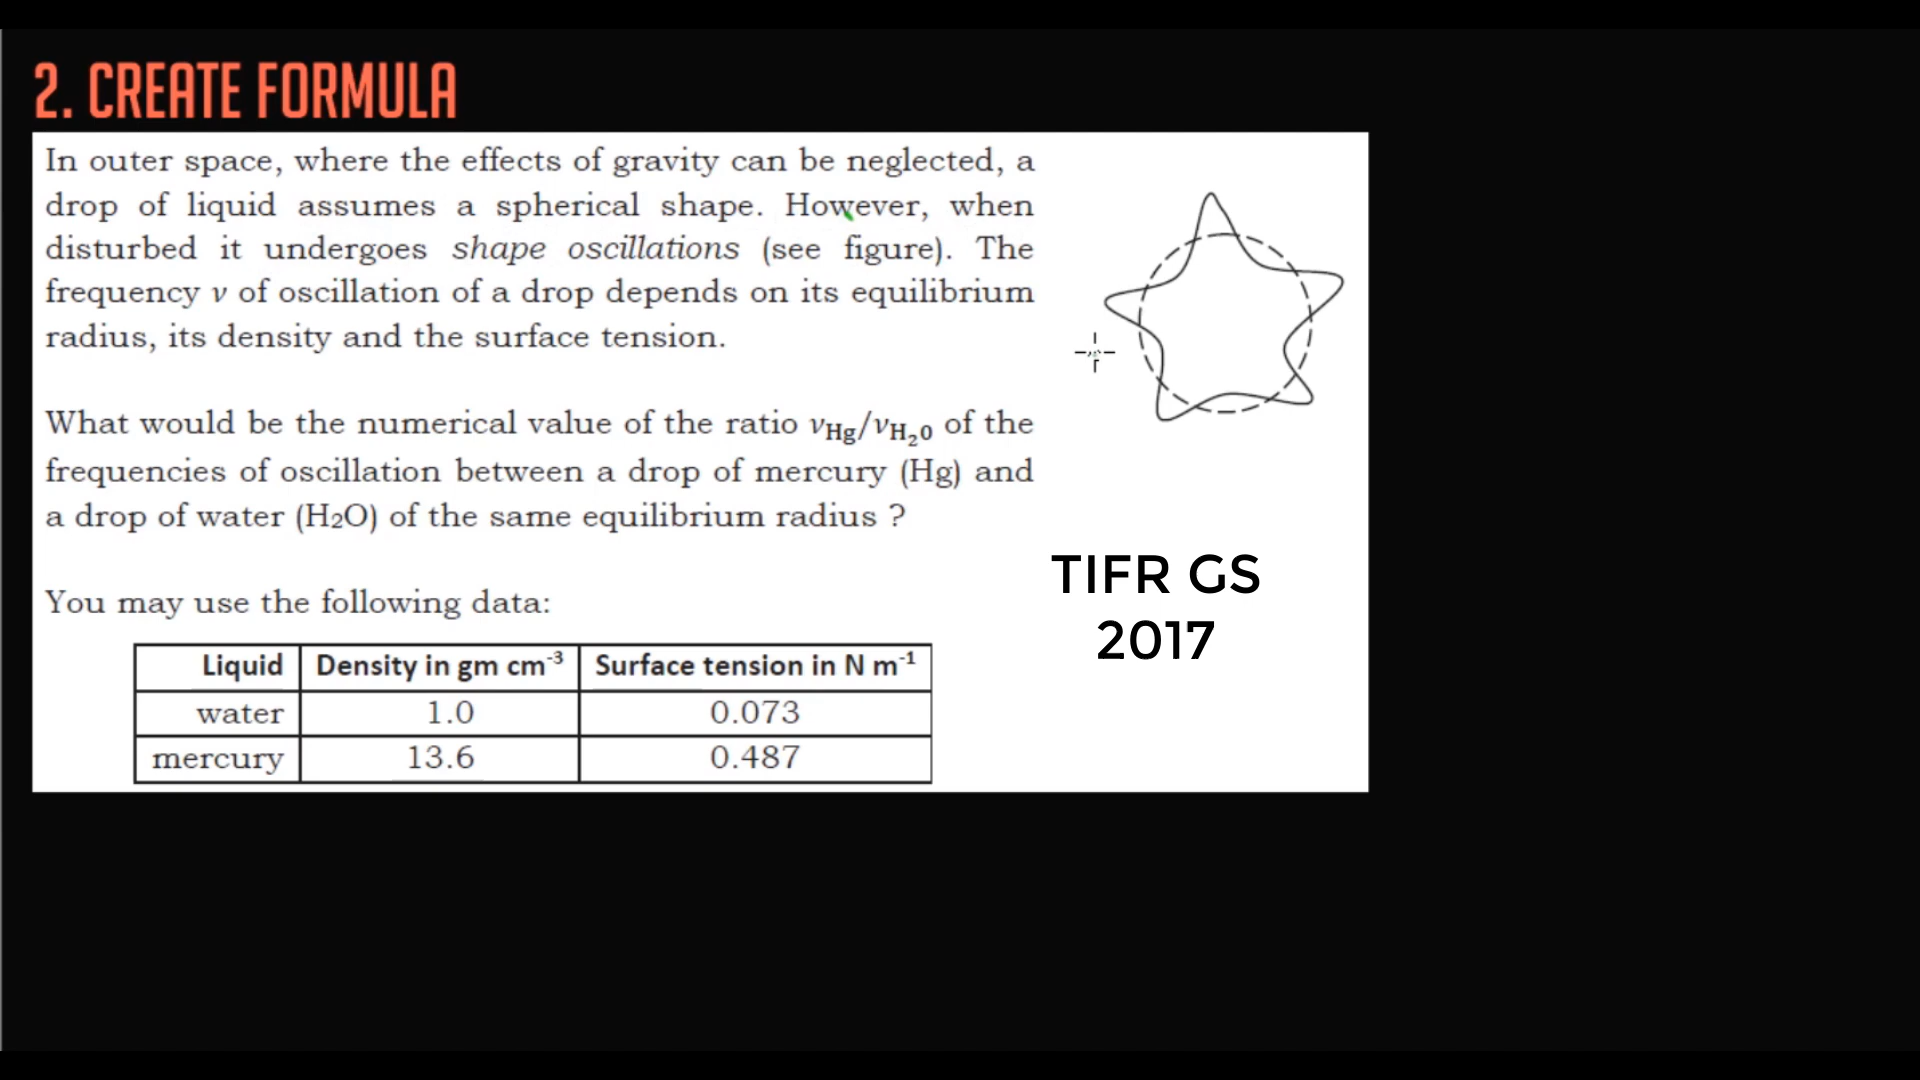 2. CREATE FORMULA
In outer space, where the effects of gravity can be neglected, a
drop of liquid assumes a spherical shape. However, when
disturbed it undergoes shape oscillations (see figure). The
frequency ν of oscillation of a drop depends on its equilibrium
radius, its density and the surface tension.
What would be the numerical value of the ratio ν_Hg/ν_H₂O of the
frequencies of oscillation between a drop of mercury (Hg) and
a drop of water (H2O) of the same equilibrium radius ?
You may use the following data:
Liquid Density in gm cm⁻³ Surface tension in N m⁻¹
water 1.0 0.073
mercury 13.6 0.487
TIFR GS
2017